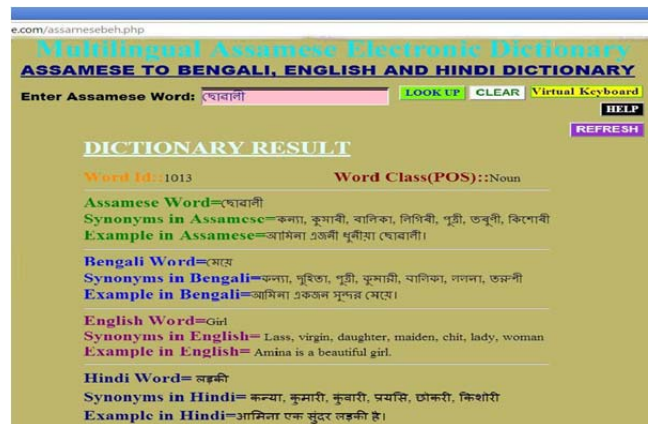 e.com/assamesebeh.php
Multilingual Assamese Electronic Dictionary
ASSAMESE TO BENGALI, ENGLISH AND HINDI DICTIONARY
Enter Assamese Word: ছোৱালী LOOK UP CLEAR Virtual Keyboard
HELP
REFRESH
DICTIONARY RESULT
Word Id::1013 Word Class(POS)::Noun
Assamese Word=ছোৱালী
Synonyms in Assamese=কন্যা, কুমাৰী, বালিকা, পুত্ৰী, তৰুণী, কিশোৰী
Example in Assamese=আমিনা এজনী ধুনীয়া ছোৱালী।
Bengali Word=মেয়ে
Synonyms in Bengali=কন্যা, দুহিতা, পুত্রী, কুমারী, বালিকা, ললনা, তরুণী
Example in Bengali=আমিনা একজন সুন্দর মেয়ে।
English Word=Girl
Synonyms in English= Lass, virgin, daughter, maiden, chit, lady, woman
Example in English= Amina is a beautiful girl.
Hindi Word= लड़की
Synonyms in Hindi= कन्या, कुमारी, कुंवारी, प्रयसि, छोकरी, किशोरी
Example in Hindi=आमिना एक सुंदर लड़की है।